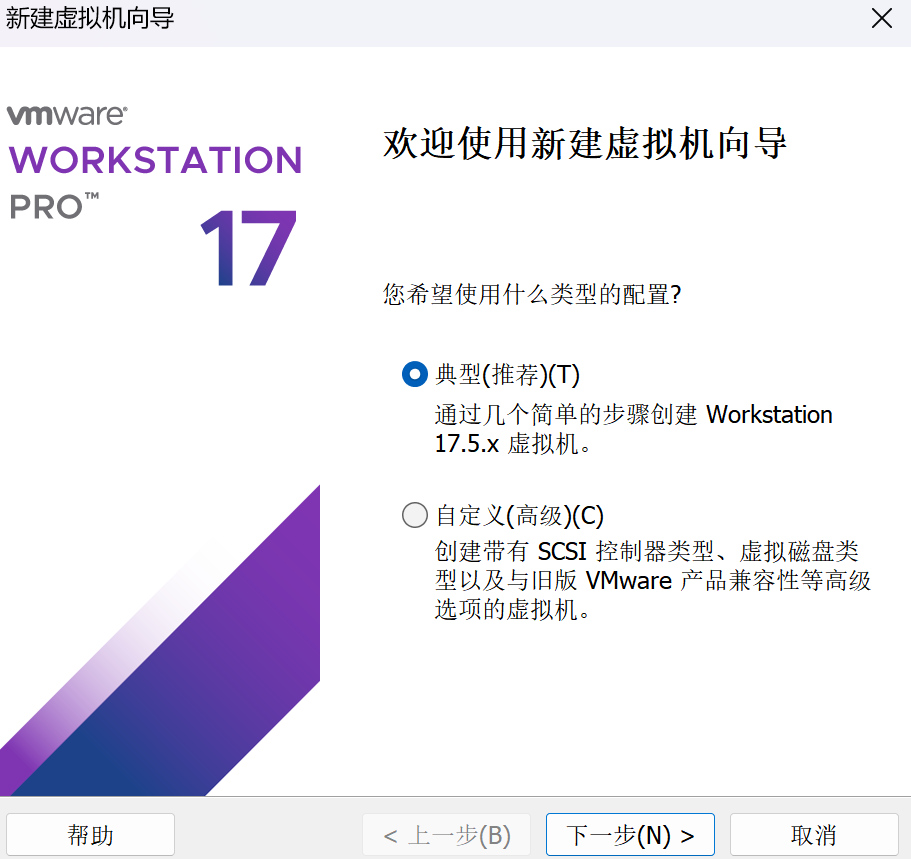 新建虚拟机向导
vmware®
WORKSTATION
PRO™
17
欢迎使用新建虚拟机向导
您希望使用什么类型的配置?
典型(推荐)(T)
通过几个简单的步骤创建 Workstation
17.5.x 虚拟机。
自定义(高级)(C)
创建带有 SCSI 控制器类型、虚拟磁盘类
型以及与旧版 VMware 产品兼容性等高级
选项的虚拟机。
帮助
< 上一步(B)
下一步(N) >
取消